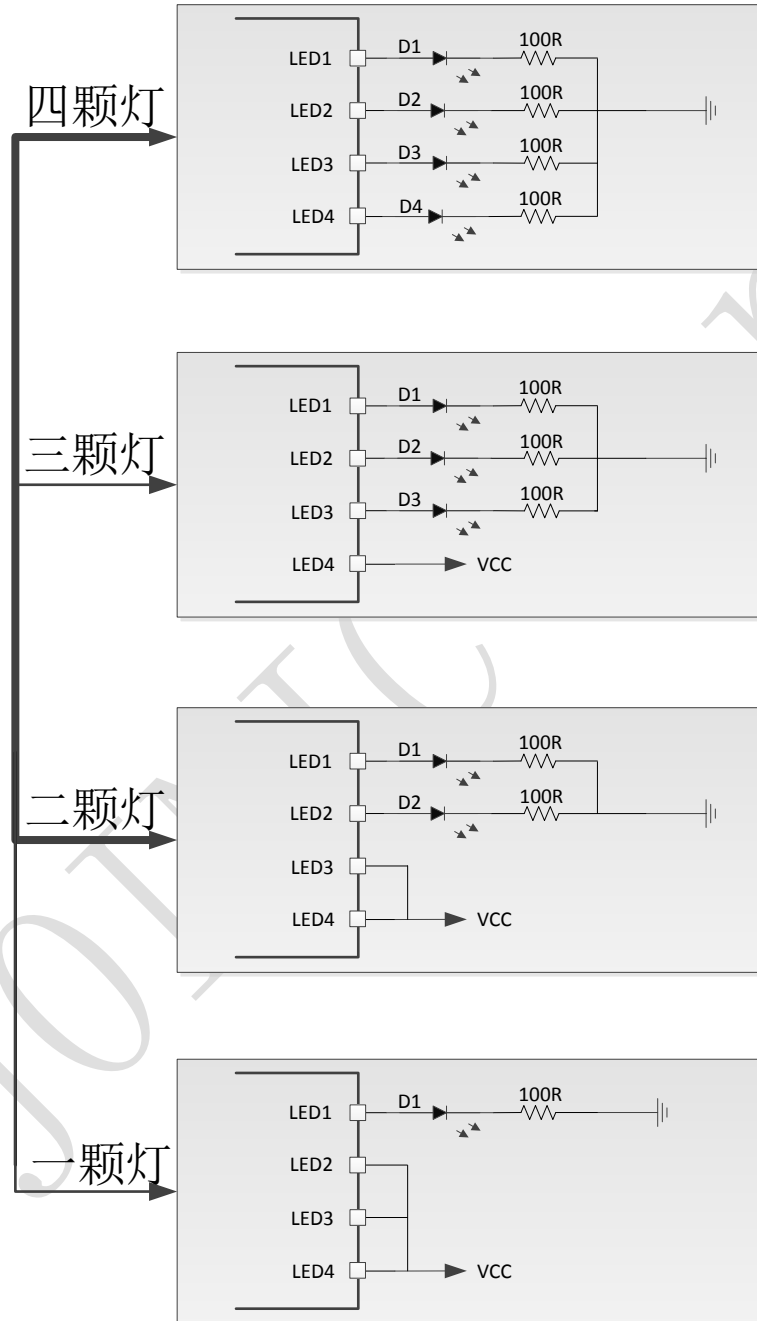 LED1 D1 100R
四颗灯
LED2 D2 100R
LED3 D3 100R
LED4 D4 100R
LED1 D1 100R
三颗灯
LED2 D2 100R
LED3 D3 100R
LED4 VCC
LED1 D1 100R
二颗灯
LED2 D2 100R
LED3
LED4 VCC
LED1 D1 100R
一颗灯
LED2
LED3
LED4 VCC